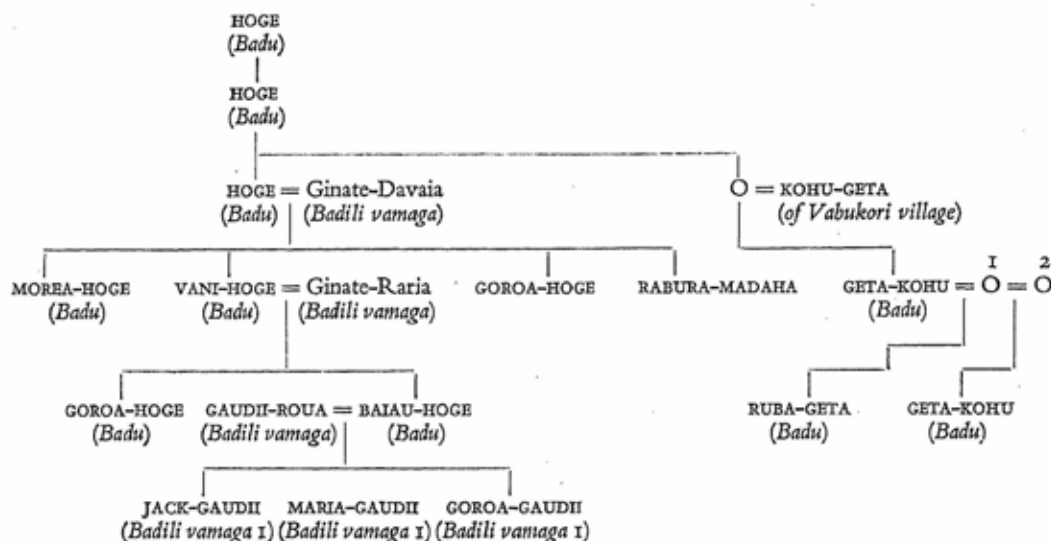 HOGE
(Badu)
HOGE
(Badu)
HOGE = Ginate-Davaia O = KOHU-GETA
(Badu) (Badili vamaga) (of Vabukori village)
1 2
MOREA-HOGE VANI-HOGE = Ginate-Raria GOROA-HOGE RABURA-MADAHA GETA-KOHU = O = O
(Badu) (Badu) (Badili vamaga) (Badu)
GOROA-HOGE GAUDII-ROUA = BAIAU-HOGE RUBA-GETA GETA-KOHU
(Badu) (Badili vamaga) (Badu) (Badu) (Badu)
JACK-GAUDII MARIA-GAUDII GOROA-GAUDII
(Badili vamaga 1) (Badili vamaga 1) (Badili vamaga 1)